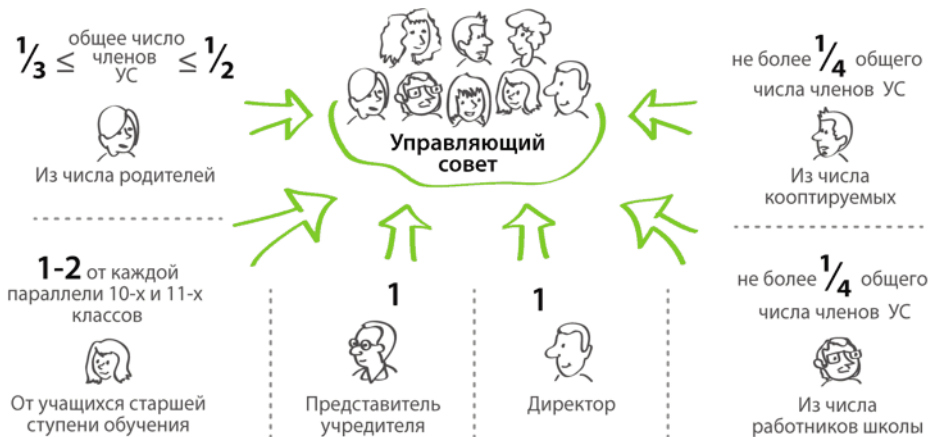 1/3 ≤ общее число членов УС ≤ 1/2
Из числа родителей
Управляющий
совет
не более 1/4 общего
числа членов УС
Из числа
кооптируемых
1-2 от каждой
параллели 10-х и 11-х
классов
От учащихся старшей
ступени обучения
1
Представитель
учредителя
1
Директор
не более 1/4 общего
числа членов УС
Из числа
работников школы